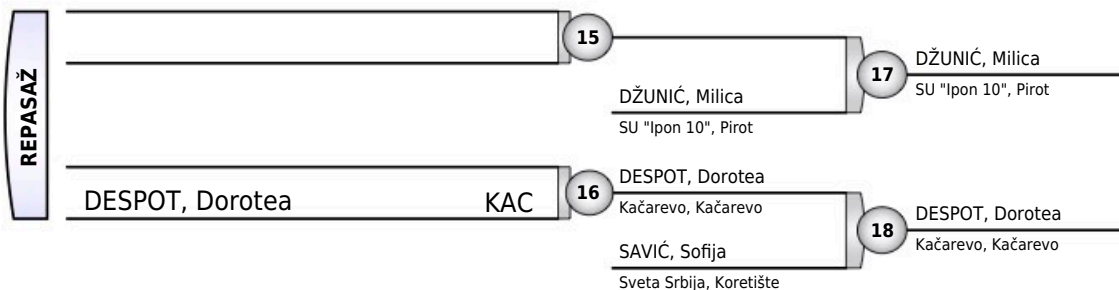 REPASAŽ
15
DŽUNIĆ, Milica
SU "Ipon 10", Pirot
17
DŽUNIĆ, Milica
SU "Ipon 10", Pirot
DESPOT, Dorotea KAC
16
DESPOT, Dorotea
Kačarevo, Kačarevo
SAVIĆ, Sofija
Sveta Srbija, Koretište
18
DESPOT, Dorotea
Kačarevo, Kačarevo